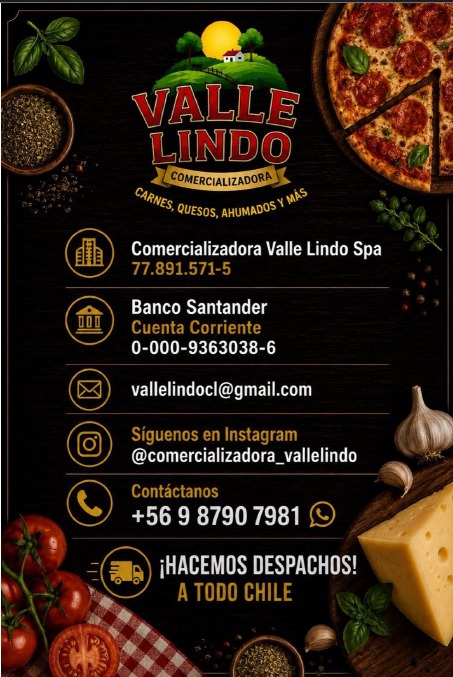 VALLE
LINDO
COMERCIALIZADORA
CARNES, QUESOS, AHUMADOS Y MÁS
Comercializadora Valle Lindo Spa
77.891.571-5
Banco Santander
Cuenta Corriente
0-000-9363038-6
vallelindocl@gmail.com
Síguenos en Instagram
@comercializadora_vallelindo
Contáctanos
+56 9 8790 7981
¡HACEMOS DESPACHOS!
A TODO CHILE